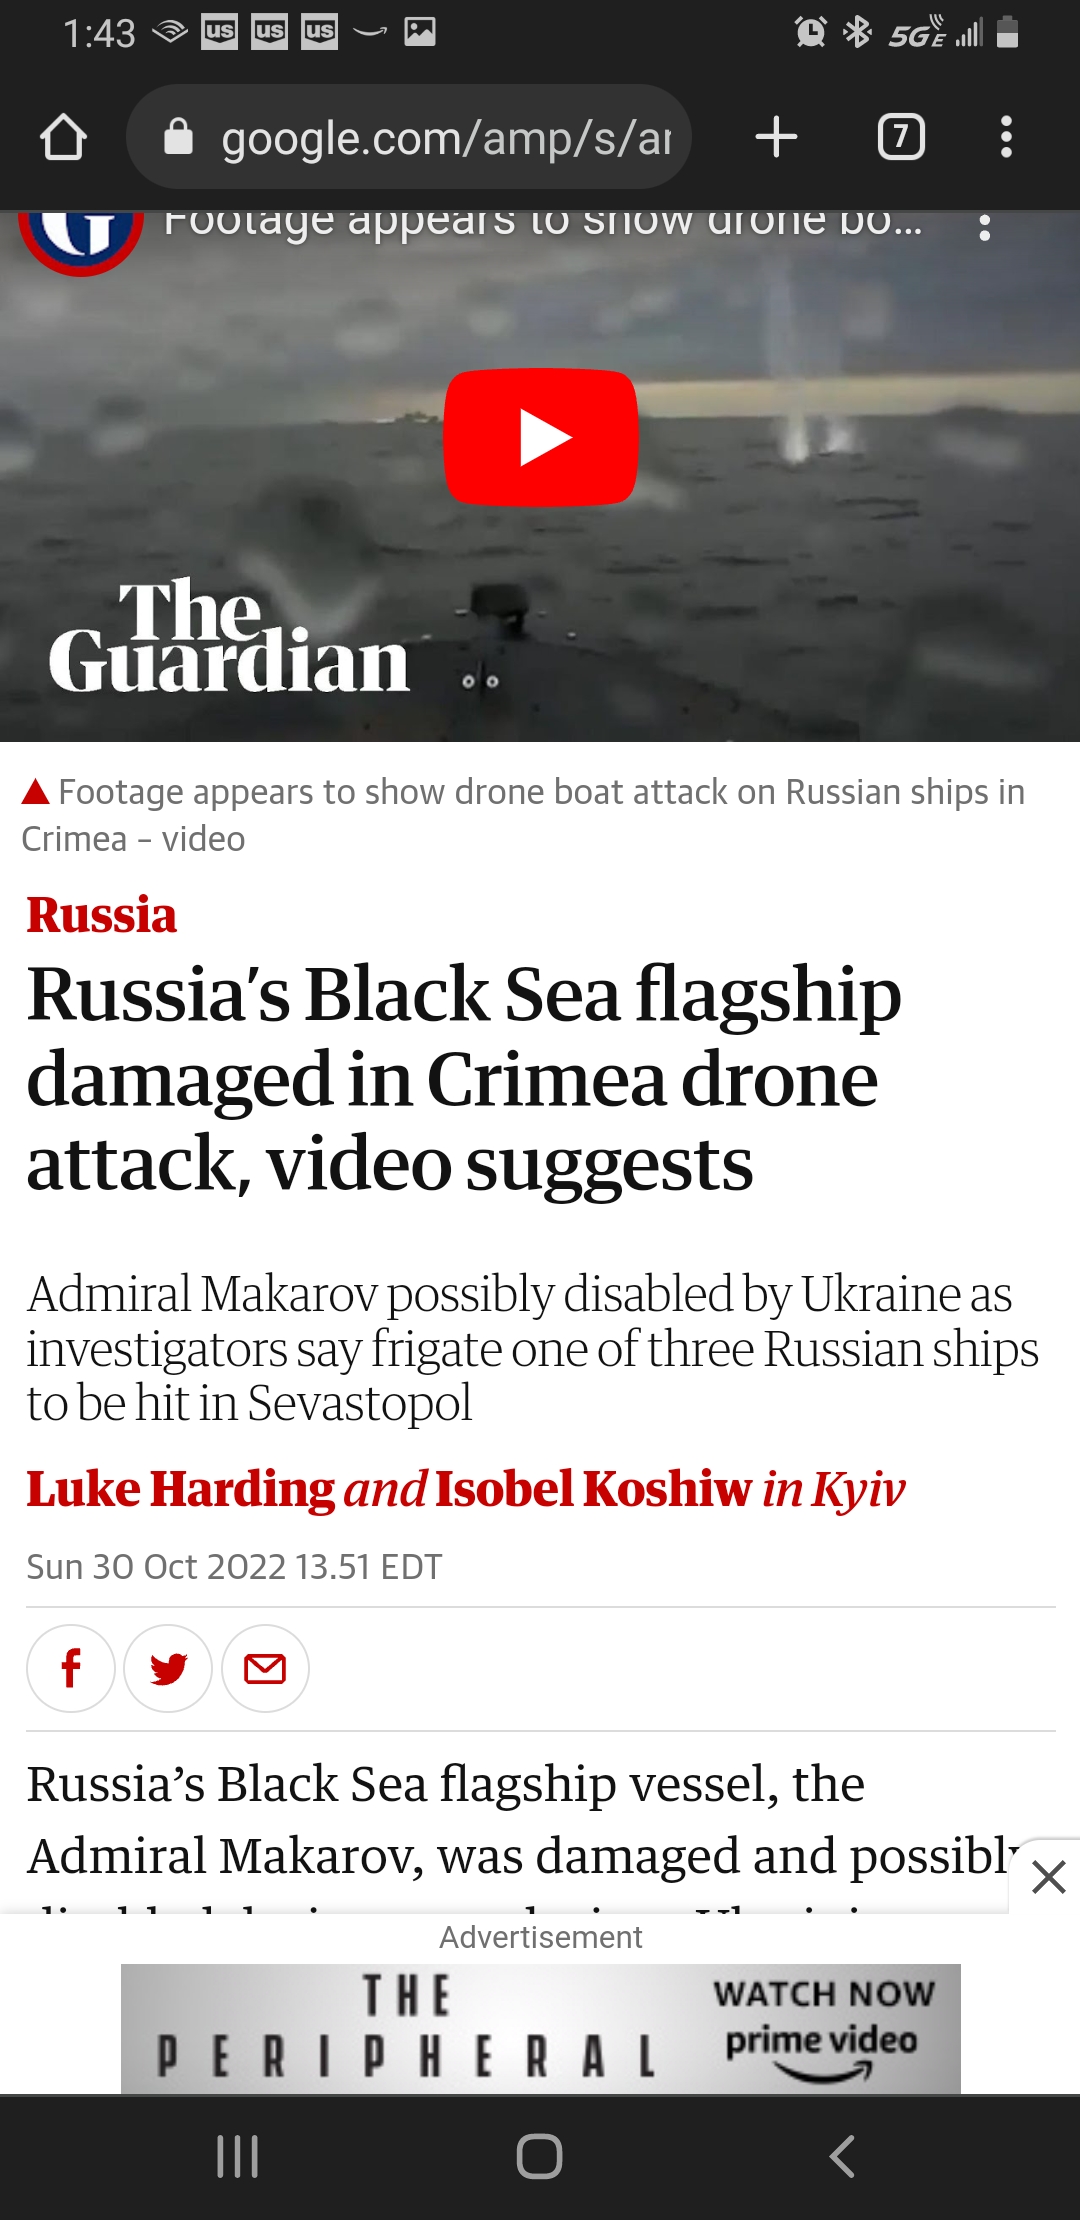 1:43
us us us
5GE
google.com/amp/s/ar
7
G Footage appears to show drone bo...
The
Guardian
Footage appears to show drone boat attack on Russian ships in
Crimea – video
Russia
Russia’s Black Sea flagship
damaged in Crimea drone
attack, video suggests
Admiral Makarov possibly disabled by Ukraine as
investigators say frigate one of three Russian ships
to be hit in Sevastopol
Luke Harding and Isobel Koshiw in Kyiv
Sun 30 Oct 2022 13.51 EDT
Russia’s Black Sea flagship vessel, the
Admiral Makarov, was damaged and possibly
Advertisement
THE
PERIPHERAL
WATCH NOW
prime video